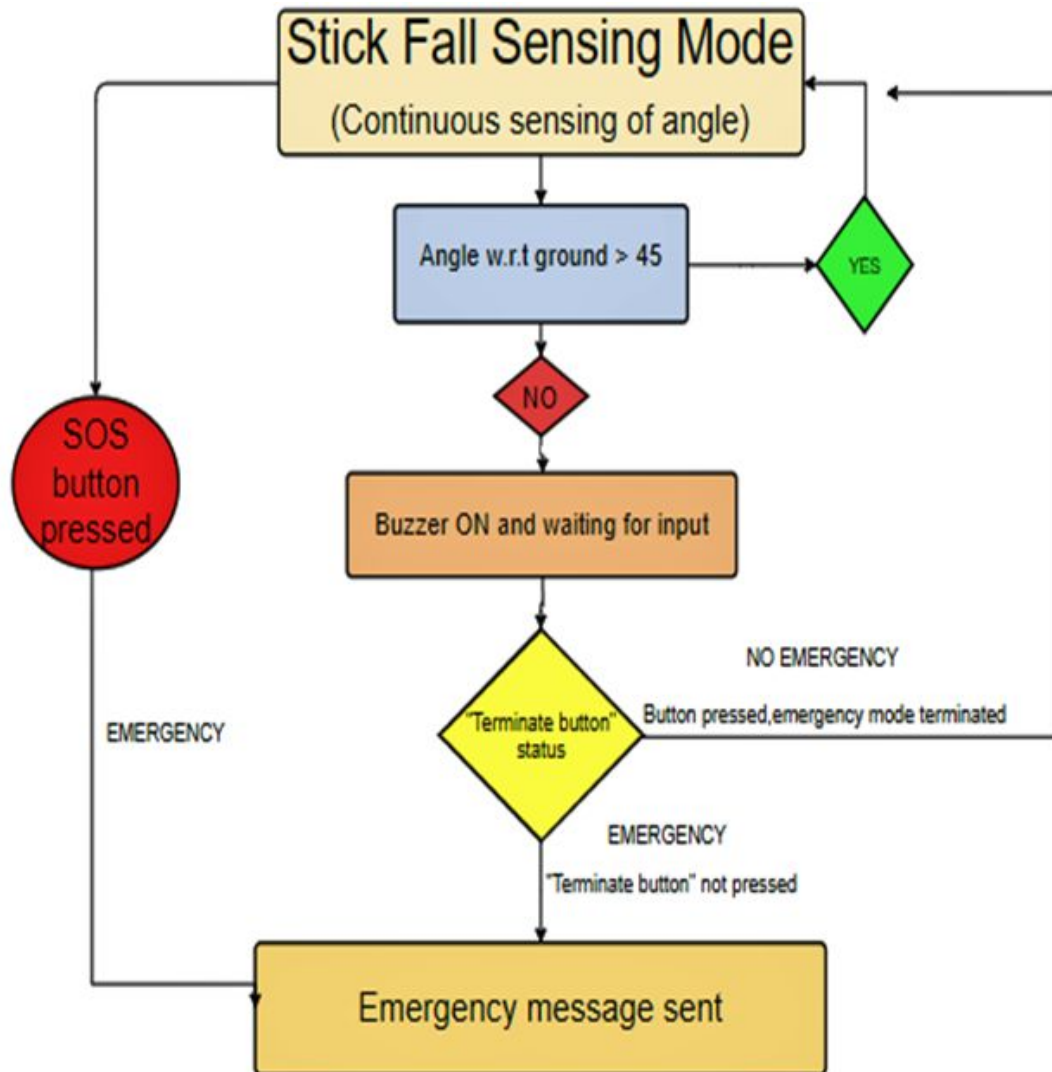 Stick Fall Sensing Mode
(Continuous sensing of angle)
Angle w.r.t ground > 45
YES
NO
SOS
button
pressed
Buzzer ON and waiting for input
NO EMERGENCY
"Terminate button"
status
Button pressed,emergency mode terminated
EMERGENCY
EMERGENCY
"Terminate button" not pressed
Emergency message sent